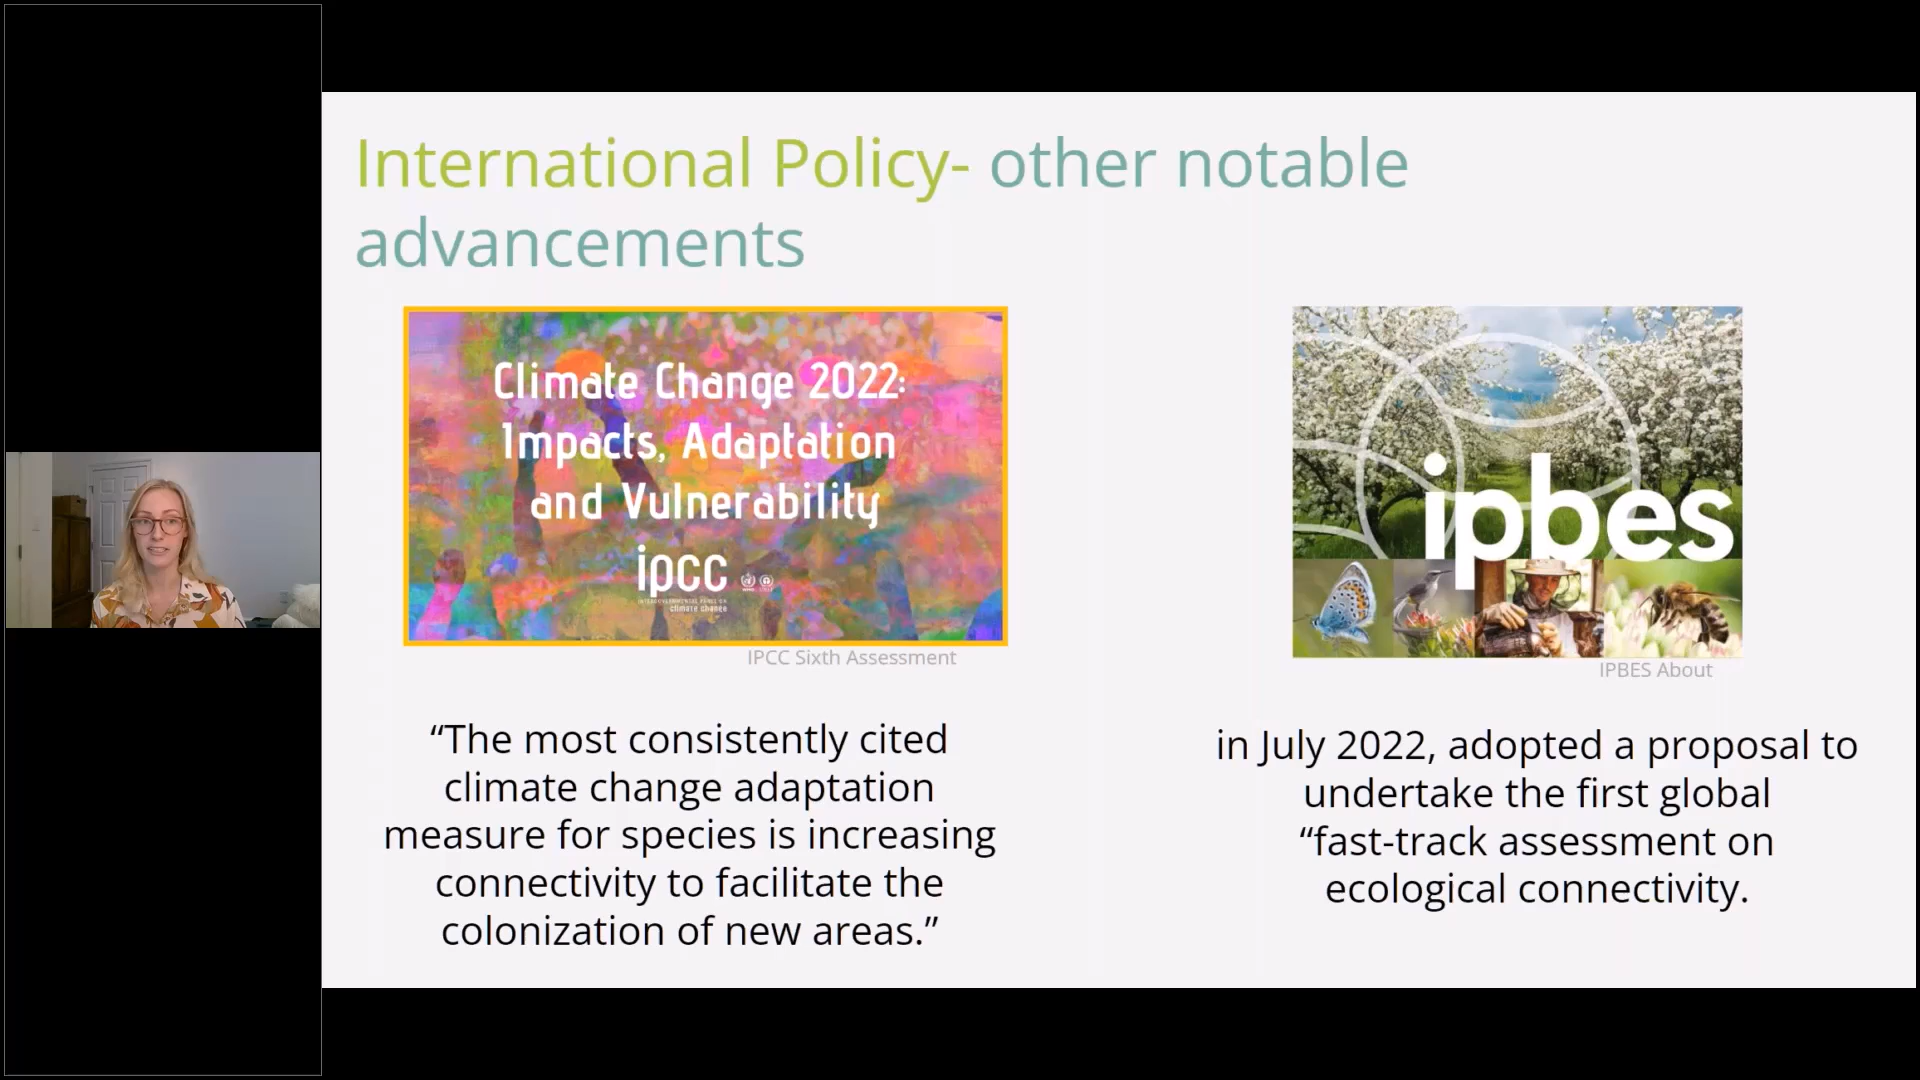 International Policy- other notable
advancements
Climate Change 2022:
Impacts, Adaptation
and Vulnerability
ipcc
INTERGOVERNMENTAL PANEL ON
climate change
IPCC Sixth Assessment
“The most consistently cited
climate change adaptation
measure for species is increasing
connectivity to facilitate the
colonization of new areas.”
ipbes
IPBES About
in July 2022, adopted a proposal to
undertake the first global
“fast-track assessment on
ecological connectivity.